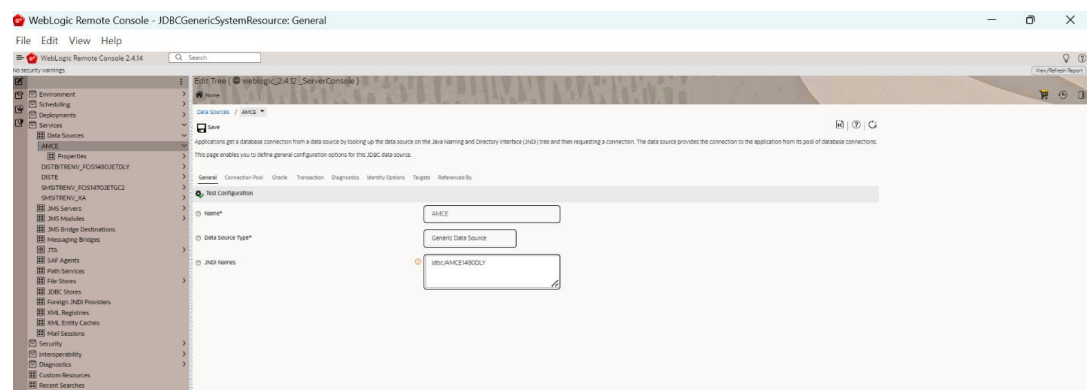 WebLogic Remote Console - JDBCGenericSystemResource: General
File Edit View Help
WebLogic Remote Console 2.4.14
Search
No security warnings
View/Refresh Report
Edit Tree ( weblogic_2.4.12_ServerConsole )
Home
Environment
Scheduling
Deployments
Services
Data Sources
AMCE
Properties
DISTBITRENV_FCIS1460JETDLY
DISTE
SMSITRENV_FCIS1470JETGC2
SMSITRENV_XA
JMS Servers
JMS Modules
JMS Bridge Destinations
Messaging Bridges
JTA
SAF Agents
Path Services
File Stores
JDBC Stores
Foreign JNDI Providers
XML Registries
XML Entity Caches
Mail Sessions
Security
Interoperability
Diagnostics
Custom Resources
Recent Searches
Data Sources / AMCE
Save
Applications get a database connection from a data source by looking up the data source on the Java Naming and Directory Interface (JNDI) tree and then requesting a connection. The data source provides the connection to the application from its pool of database connections.
This page enables you to define general configuration options for this JDBC data source.
General Connection Pool Oracle Transaction Diagnostics Identity Options Targets Referenced By
Test Configuration
Name* AMCE
Data Source Type* Generic Data Source
JNDI Names jdbc/AMCE1480DLY